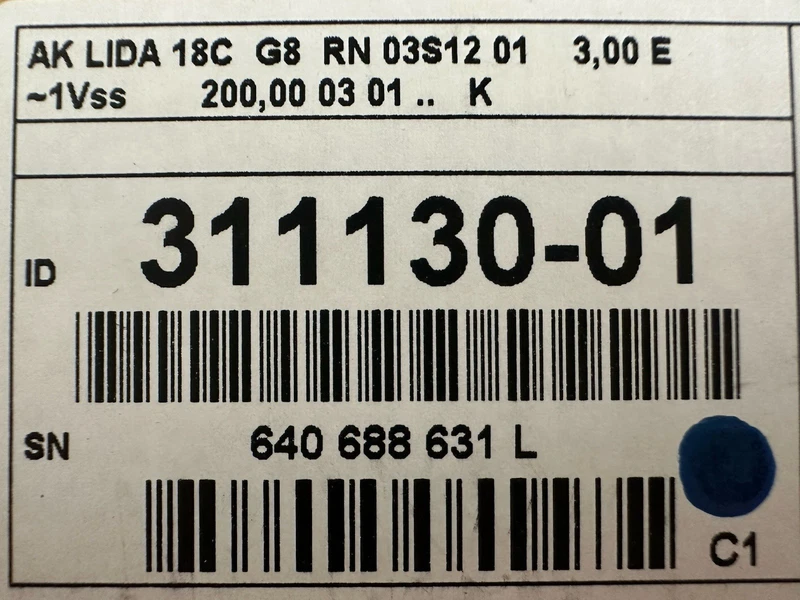 AK LIDA 18C G8 RN 03S12 01 3,00 E
~1Vss 200,00 03 01 .. K
ID 311130-01
SN 640 688 631 L
C1